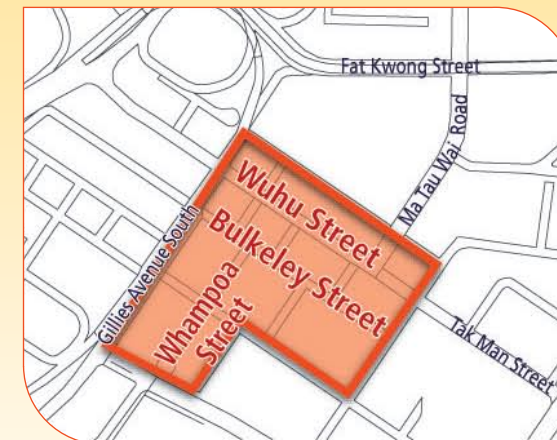 Fat Kwong Street
Ma Tau Wai Road
Wuhu Street
Bulkeley Street
Gillies Avenue South
Whampoa
Street
Tak Man Street